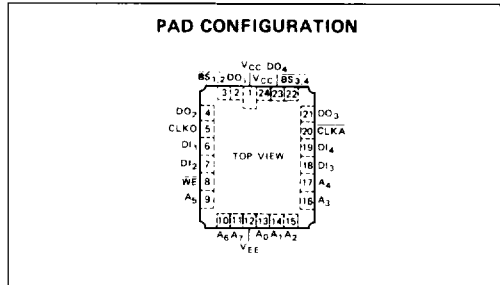 PAD CONFIGURATION
VCC DO4
BS1,2 DO1 VCC BS3,4
3 2 1 24 23 22
DO2 4 21 DO3
CLKO 5 20 CLKA
DI1 6 19 DI4
DI2 7 TOP VIEW 18 DI3
WE 8 17 A4
A5 9 16 A3
10 11 12 13 14 15
A6 A7 A0 A1 A2
VEE